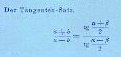 Der Tangenten-Satz.
a + b / a − b = tg α + β / 2 / tg α − β / 2